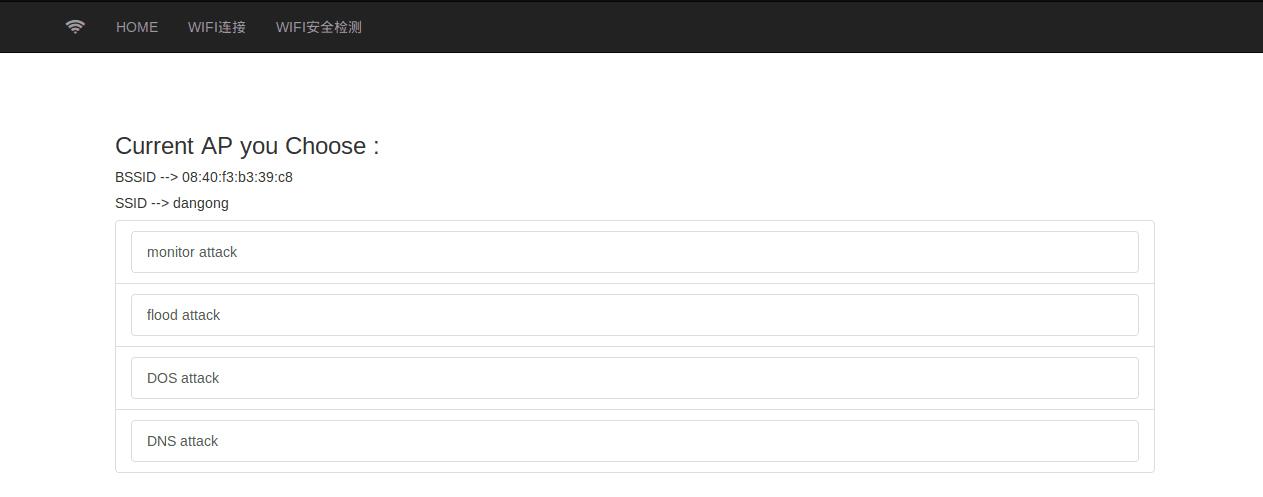 HOME WIFI连接 WIFI安全检测
Current AP you Choose :
BSSID --> 08:40:f3:b3:39:c8
SSID --> dangong
monitor attack
flood attack
DOS attack
DNS attack